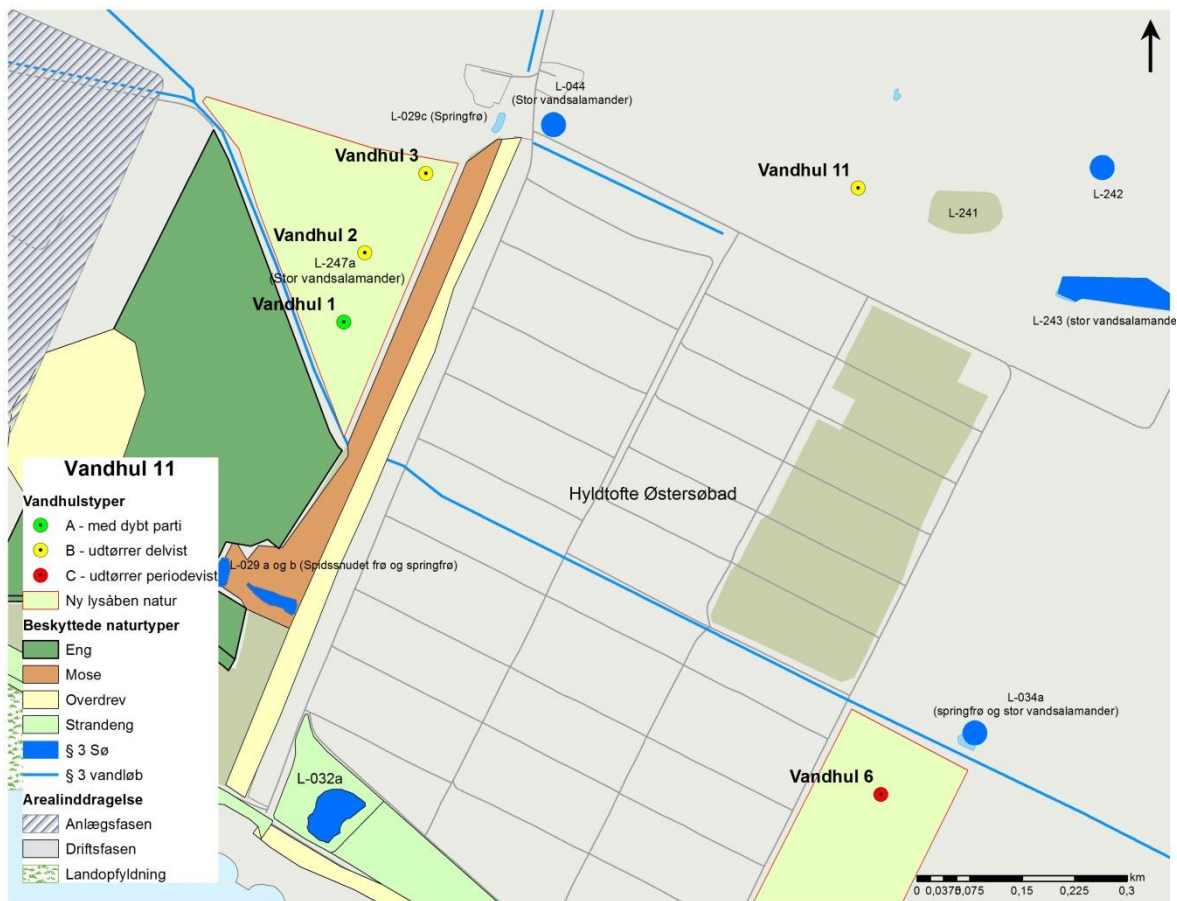 L-044
(Stor vandsalamander)
L-029c (Springfrø)
Vandhul 3
Vandhul 11
L-242
L-241
Vandhul 2
L-247a
(Stor vandsalamander)
Vandhul 1
L-243 (stor vandsalamande
Hyldtofte Østersøbad
L-029 a og b (Spidssnudet frø og springfrø)
L-034a
(springfrø og stor vandsalamander)
L-032a
Vandhul 6
Vandhul 11
Vandhulstyper
A - med dybt parti
B - udtørrer delvist
C - udtørrer periodevist
Ny lysåben natur
Beskyttede naturtyper
Eng
Mose
Overdrev
Strandeng
§ 3 Sø
§ 3 vandløb
Arealinddragelse
Anlægsfasen
Driftsfasen
Landopfyldning
km
0 0,0375 0,075 0,15 0,225 0,3